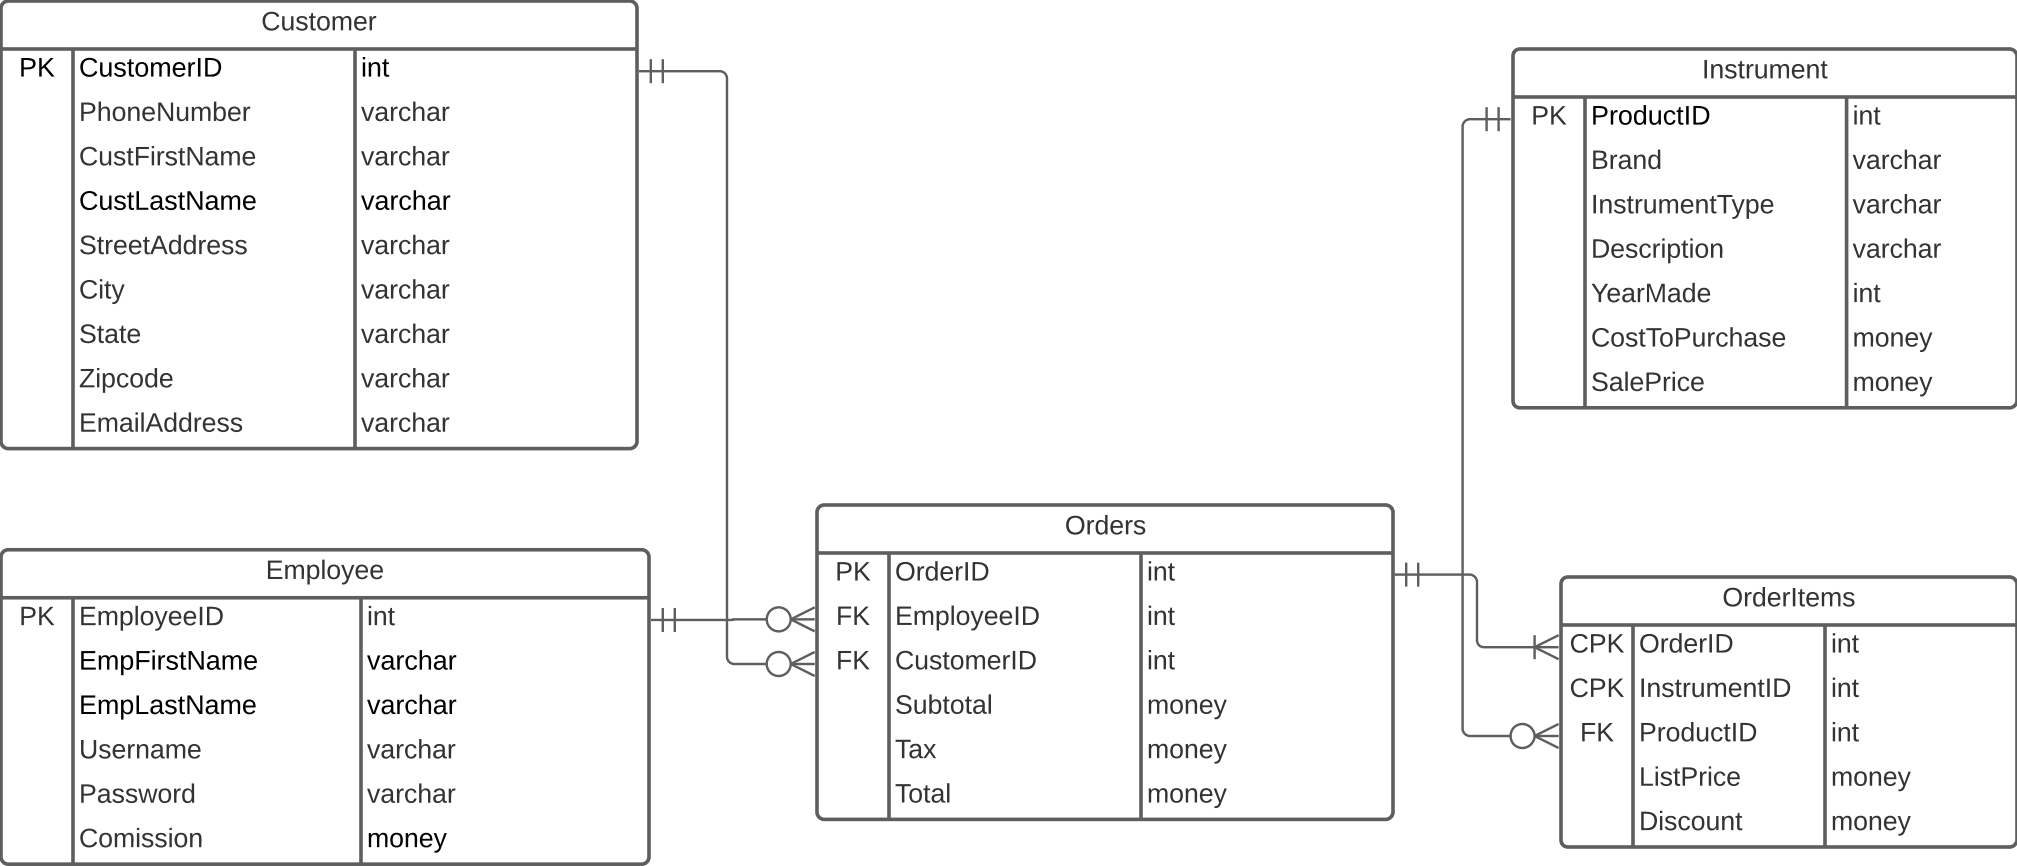 Customer
PK CustomerID int
PhoneNumber varchar
CustFirstName varchar
CustLastName varchar
StreetAddress varchar
City varchar
State varchar
Zipcode varchar
EmailAddress varchar
Employee
PK EmployeeID int
EmpFirstName varchar
EmpLastName varchar
Username varchar
Password varchar
Comission money
Orders
PK OrderID int
FK EmployeeID int
FK CustomerID int
Subtotal money
Tax money
Total money
Instrument
PK ProductID int
Brand varchar
InstrumentType varchar
Description varchar
YearMade int
CostToPurchase money
SalePrice money
OrderItems
CPK OrderID int
CPK InstrumentID int
FK ProductID int
ListPrice money
Discount money